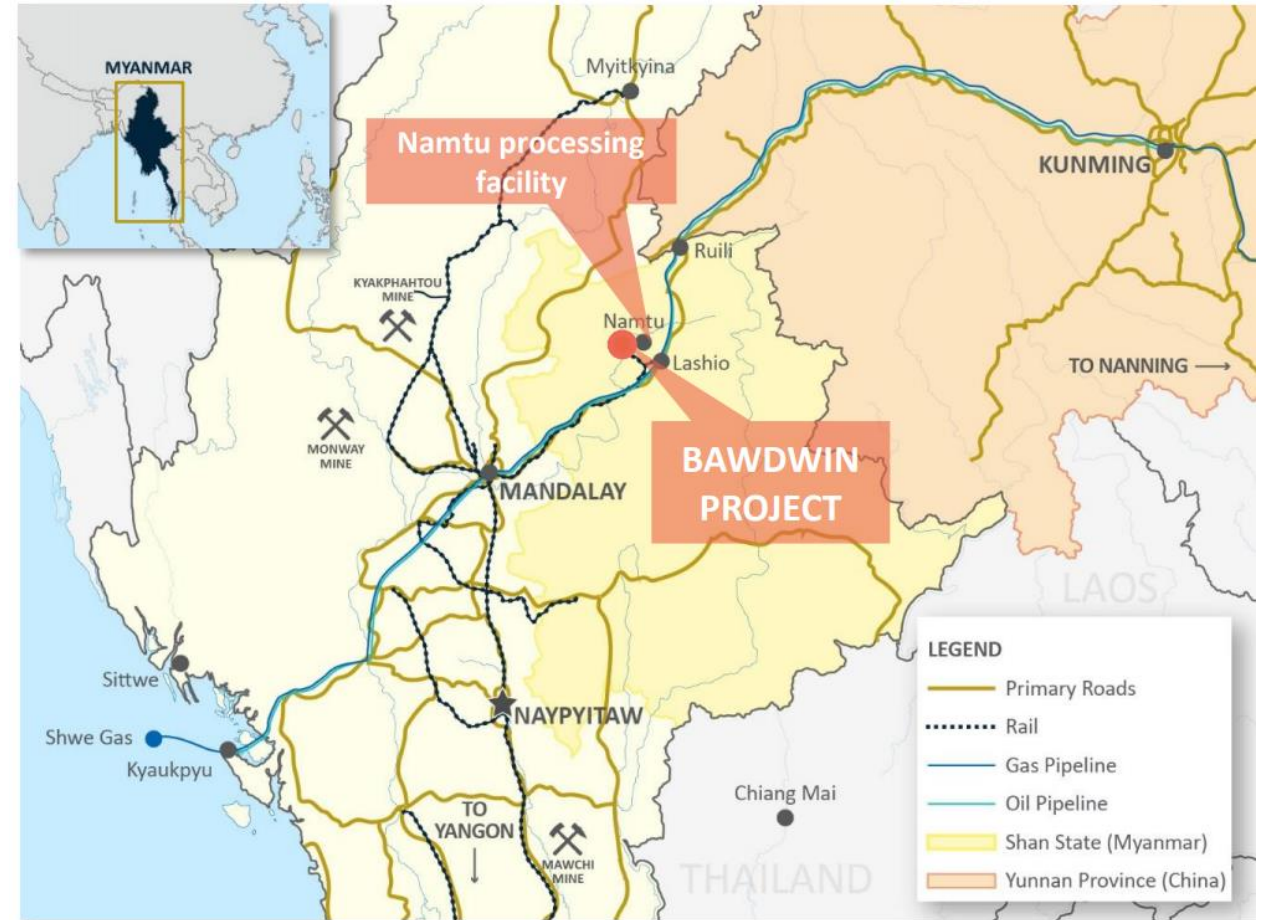 MYANMAR
Myitkyina
Namtu processing
facility
KUNMING
Ruili
KYAKPHAHTOU
MINE
Namtu
Lashio
TO NANNING →
MONWAY
MINE
BAWDWIN
PROJECT
MANDALAY
LAOS
Sittwe
NAYPYITAW
Shwe Gas
Kyaukpyu
Chiang Mai
TO
YANGON
↓
MAWCHI
MINE
THAILAND
LEGEND
Primary Roads
Rail
Gas Pipeline
Oil Pipeline
Shan State (Myanmar)
Yunnan Province (China)